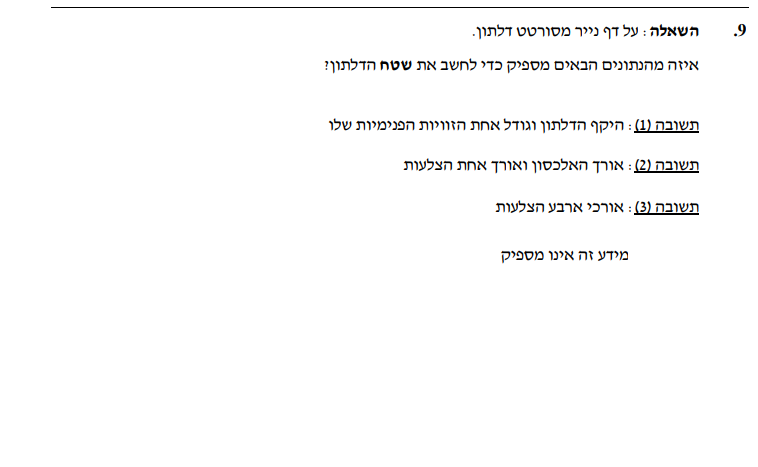 9. השאלה: על דף נייר מסורטט דלתון.
איזה מהנתונים הבאים מספיק כדי לחשב את שטח הדלתון?
תשובה (1): היקף הדלתון וגודל אחת הזוויות הפנימיות שלו
תשובה (2): אורך האלכסון ואורך אחת הצלעות
תשובה (3): אורכי ארבע הצלעות
מידע זה אינו מספיק